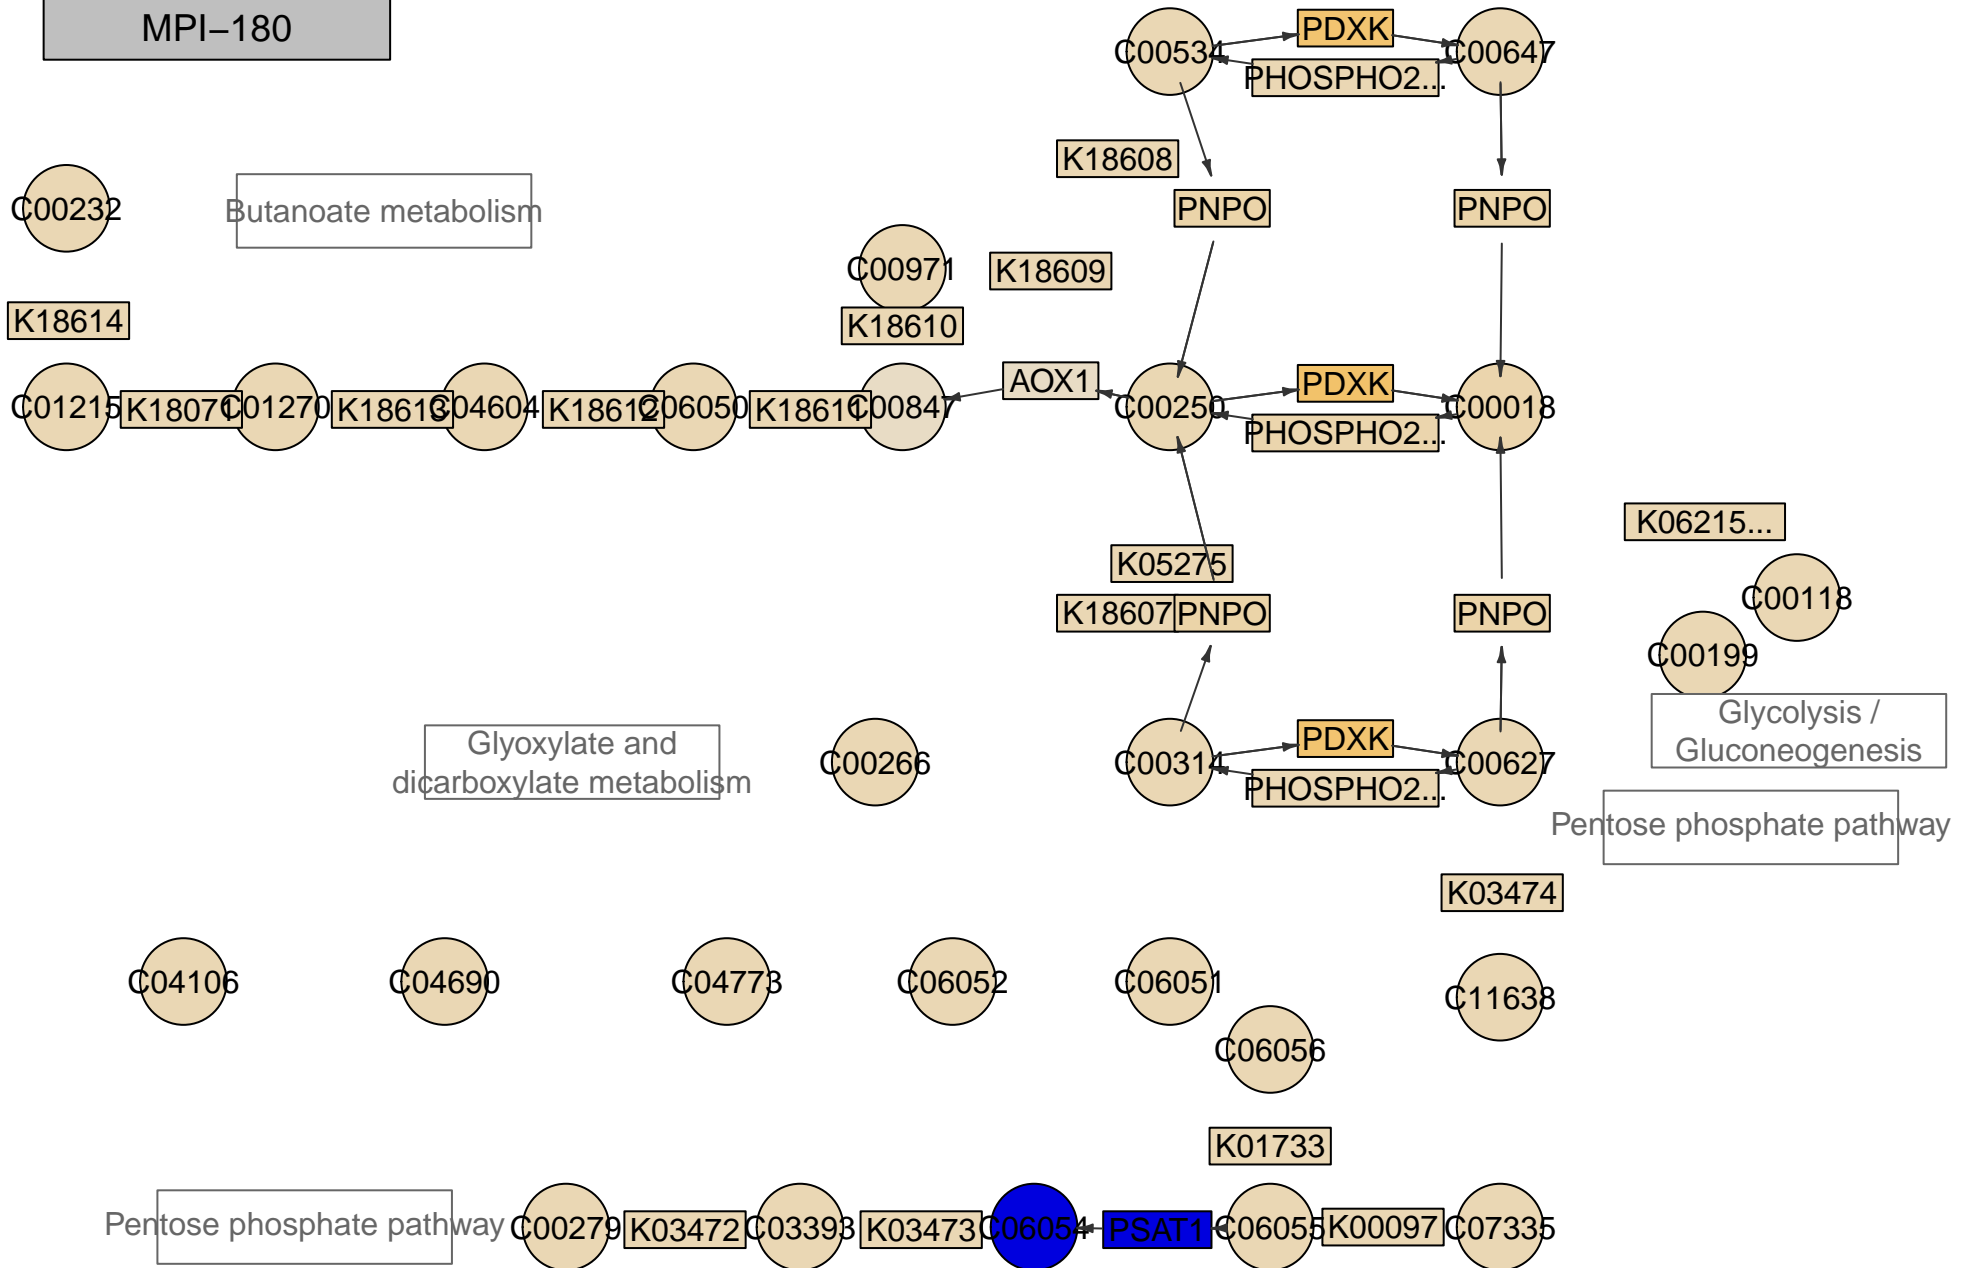 MPI−180
C00534
PDXK
C00647
PHOSPHO2...
K18608
C00232
Butanoate metabolism
PNPO
PNPO
C00971
K18609
K18614
K18610
C01215
K18071
C01270
K18613
C04604
K18612
C06050
K18611
C00847
AOX1
C00250
PDXK
PHOSPHO2...
C00018
K06215...
K05275
C00118
K18607
PNPO
PNPO
C00199
Glycolysis /
Gluconeogenesis
Glyoxylate and
dicarboxylate metabolism
C00266
C00314
PDXK
PHOSPHO2...
C00627
Pentose phosphate pathway
K03474
C04106
C04690
C04773
C06052
C06051
C11638
C06056
K01733
Pentose phosphate pathway
C00279
K03472
C03393
K03473
C06054
PSAT1
C06055
K00097
C07335